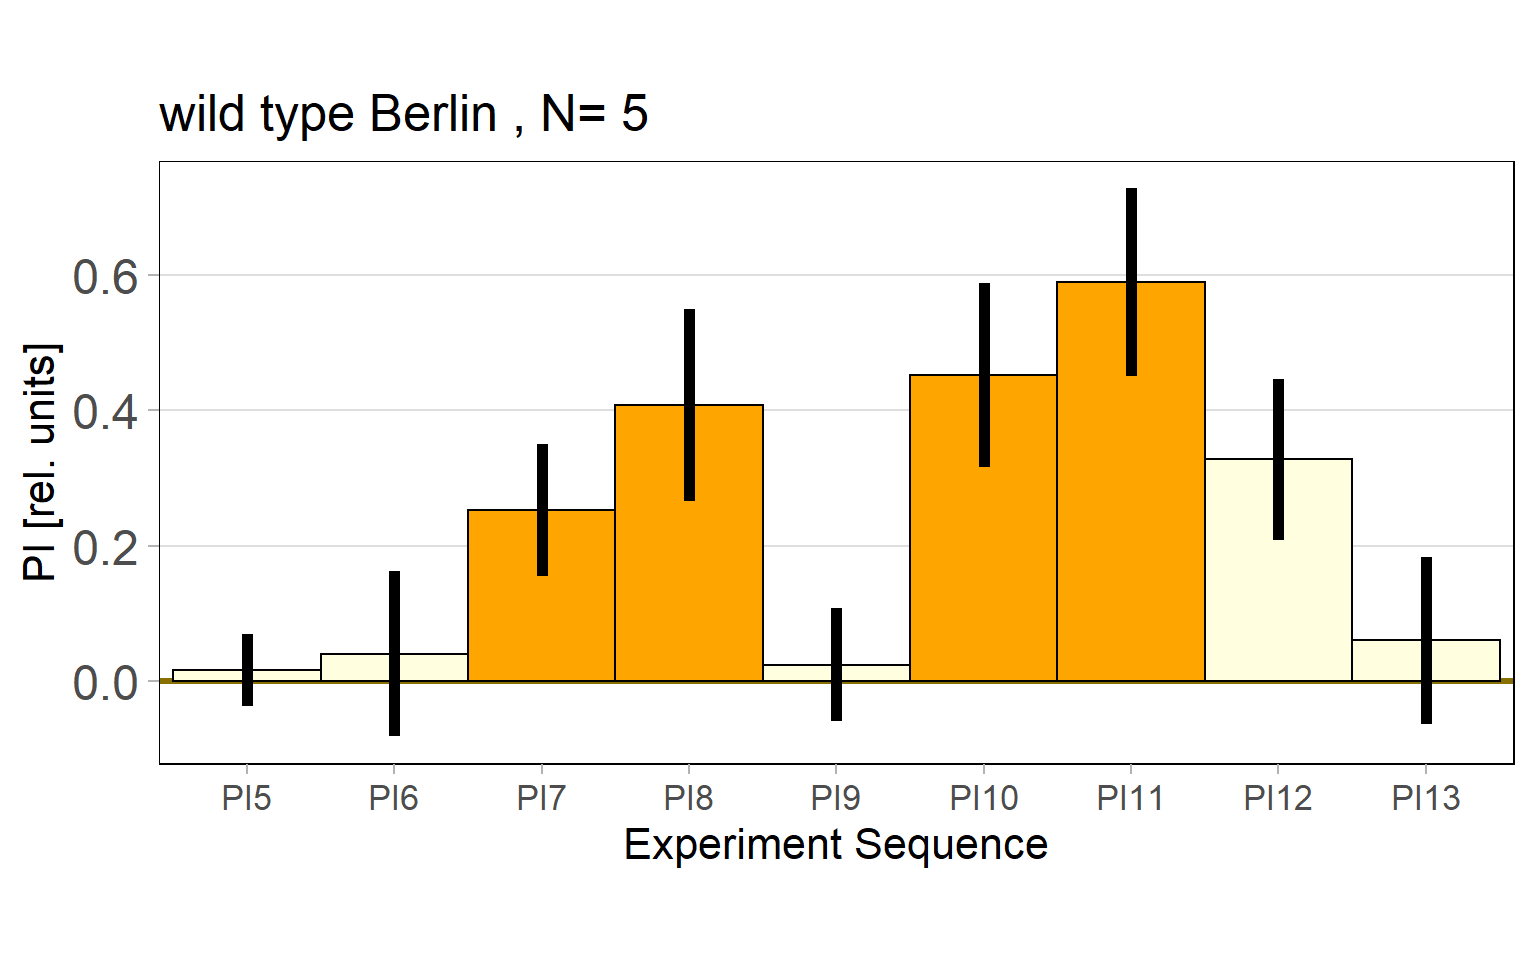 wild type Berlin , N= 5
PI [rel. units]
0.6
0.4
0.2
0.0
PI5 PI6 PI7 PI8 PI9 PI10 PI11 PI12 PI13
Experiment Sequence